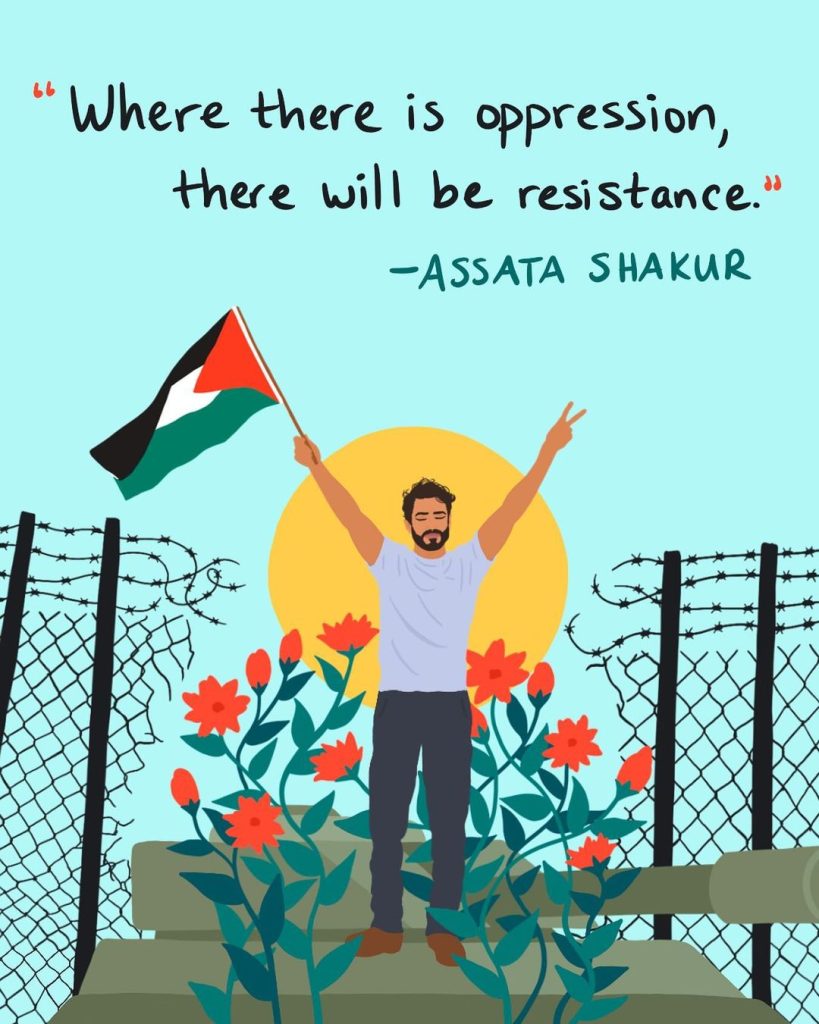 “Where there is oppression,
there will be resistance.”
–ASSATA SHAKUR